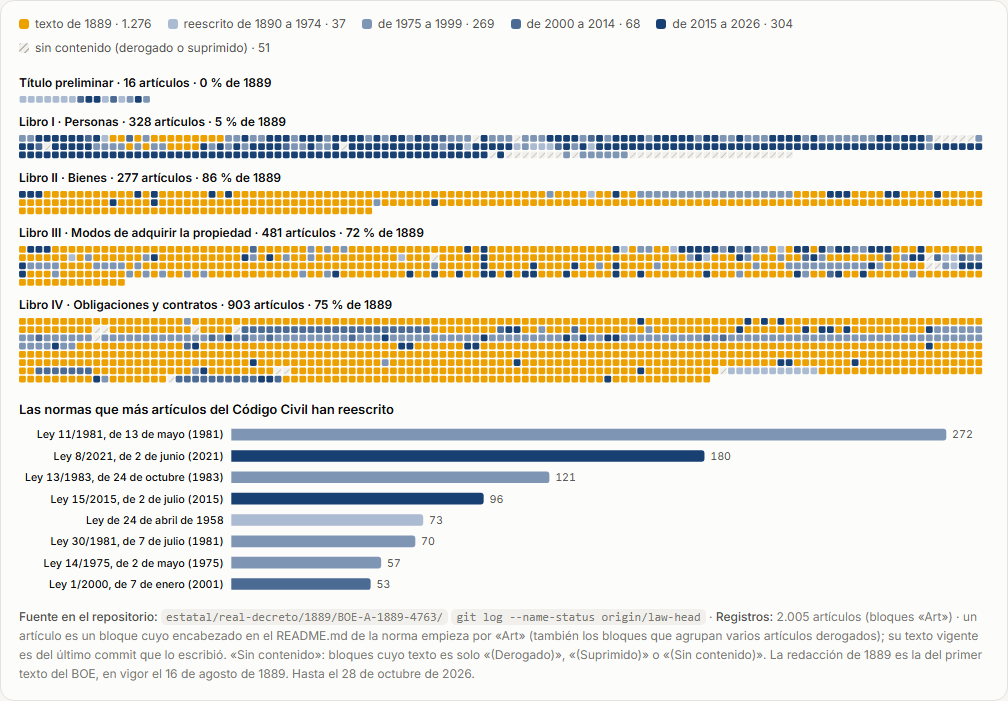 texto de 1889 · 1.276 reescrito de 1890 a 1974 · 37 de 1975 a 1999 · 269 de 2000 a 2014 · 68 de 2015 a 2026 · 304
sin contenido (derogado o suprimido) · 51
Título preliminar · 16 artículos · 0 % de 1889
Libro I · Personas · 328 artículos · 5 % de 1889
Libro II · Bienes · 277 artículos · 86 % de 1889
Libro III · Modos de adquirir la propiedad · 481 artículos · 72 % de 1889
Libro IV · Obligaciones y contratos · 903 artículos · 75 % de 1889
Las normas que más artículos del Código Civil han reescrito
Ley 11/1981, de 13 de mayo (1981) 272
Ley 8/2021, de 2 de junio (2021) 180
Ley 13/1983, de 24 de octubre (1983) 121
Ley 15/2015, de 2 de julio (2015) 96
Ley de 24 de abril de 1958 73
Ley 30/1981, de 7 de julio (1981) 70
Ley 14/1975, de 2 de mayo (1975) 57
Ley 1/2000, de 7 de enero (2001) 53
Fuente en el repositorio: estatal/real-decreto/1889/BOE-A-1889-4763/ git log --name-status origin/law-head · Registros: 2.005 artículos (bloques «Art») · un
artículo es un bloque cuyo encabezado en el README.md de la norma empieza por «Art» (también los bloques que agrupan varios artículos derogados); su texto vigente
es del último commit que lo escribió. «Sin contenido»: bloques cuyo texto es solo «(Derogado)», «(Suprimido)» o «(Sin contenido)». La redacción de 1889 es la del primer
texto del BOE, en vigor el 16 de agosto de 1889. Hasta el 28 de octubre de 2026.